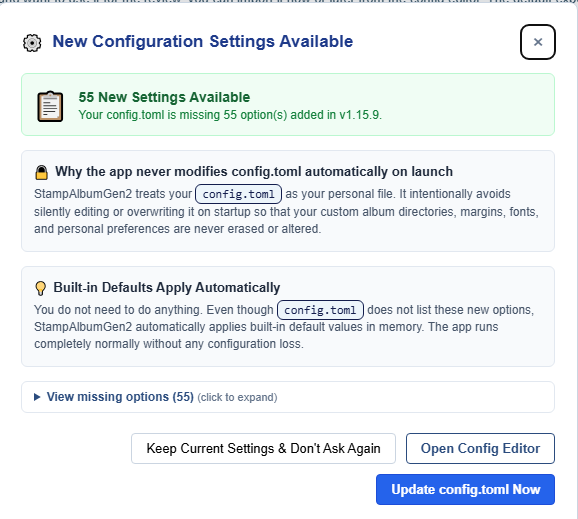 New Configuration Settings Available
×
55 New Settings Available
Your config.toml is missing 55 option(s) added in v1.15.9.
Why the app never modifies config.toml automatically on launch
StampAlbumGen2 treats your config.toml as your personal file. It intentionally avoids
silently editing or overwriting it on startup so that your custom album directories, margins, fonts,
and personal preferences are never erased or altered.
Built-in Defaults Apply Automatically
You do not need to do anything. Even though config.toml does not list these new options,
StampAlbumGen2 automatically applies built-in default values in memory. The app runs
completely normally without any configuration loss.
View missing options (55) (click to expand)
Keep Current Settings & Don't Ask Again
Open Config Editor
Update config.toml Now